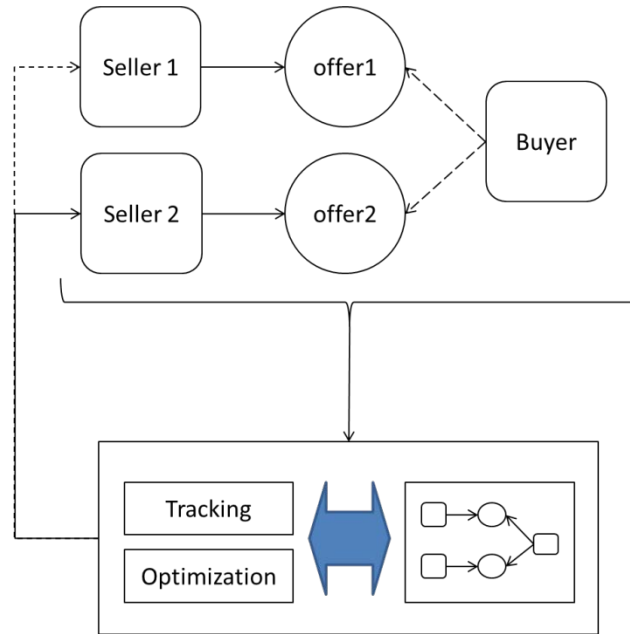 Seller 1
offer1
Buyer
Seller 2
offer2
Tracking
Optimization